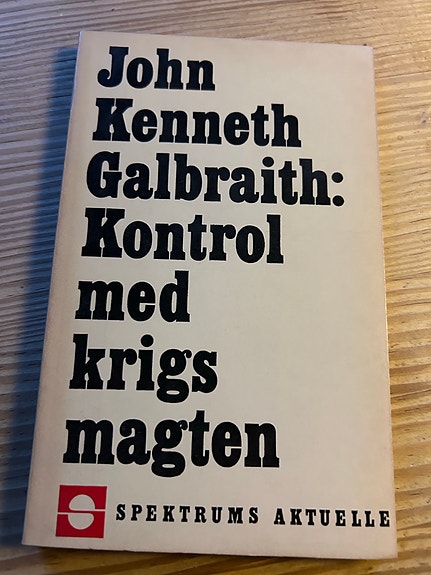 John
Kenneth
Galbraith:
Kontrol
med
krigs
magten
SPEKTRUMS AKTUELLE